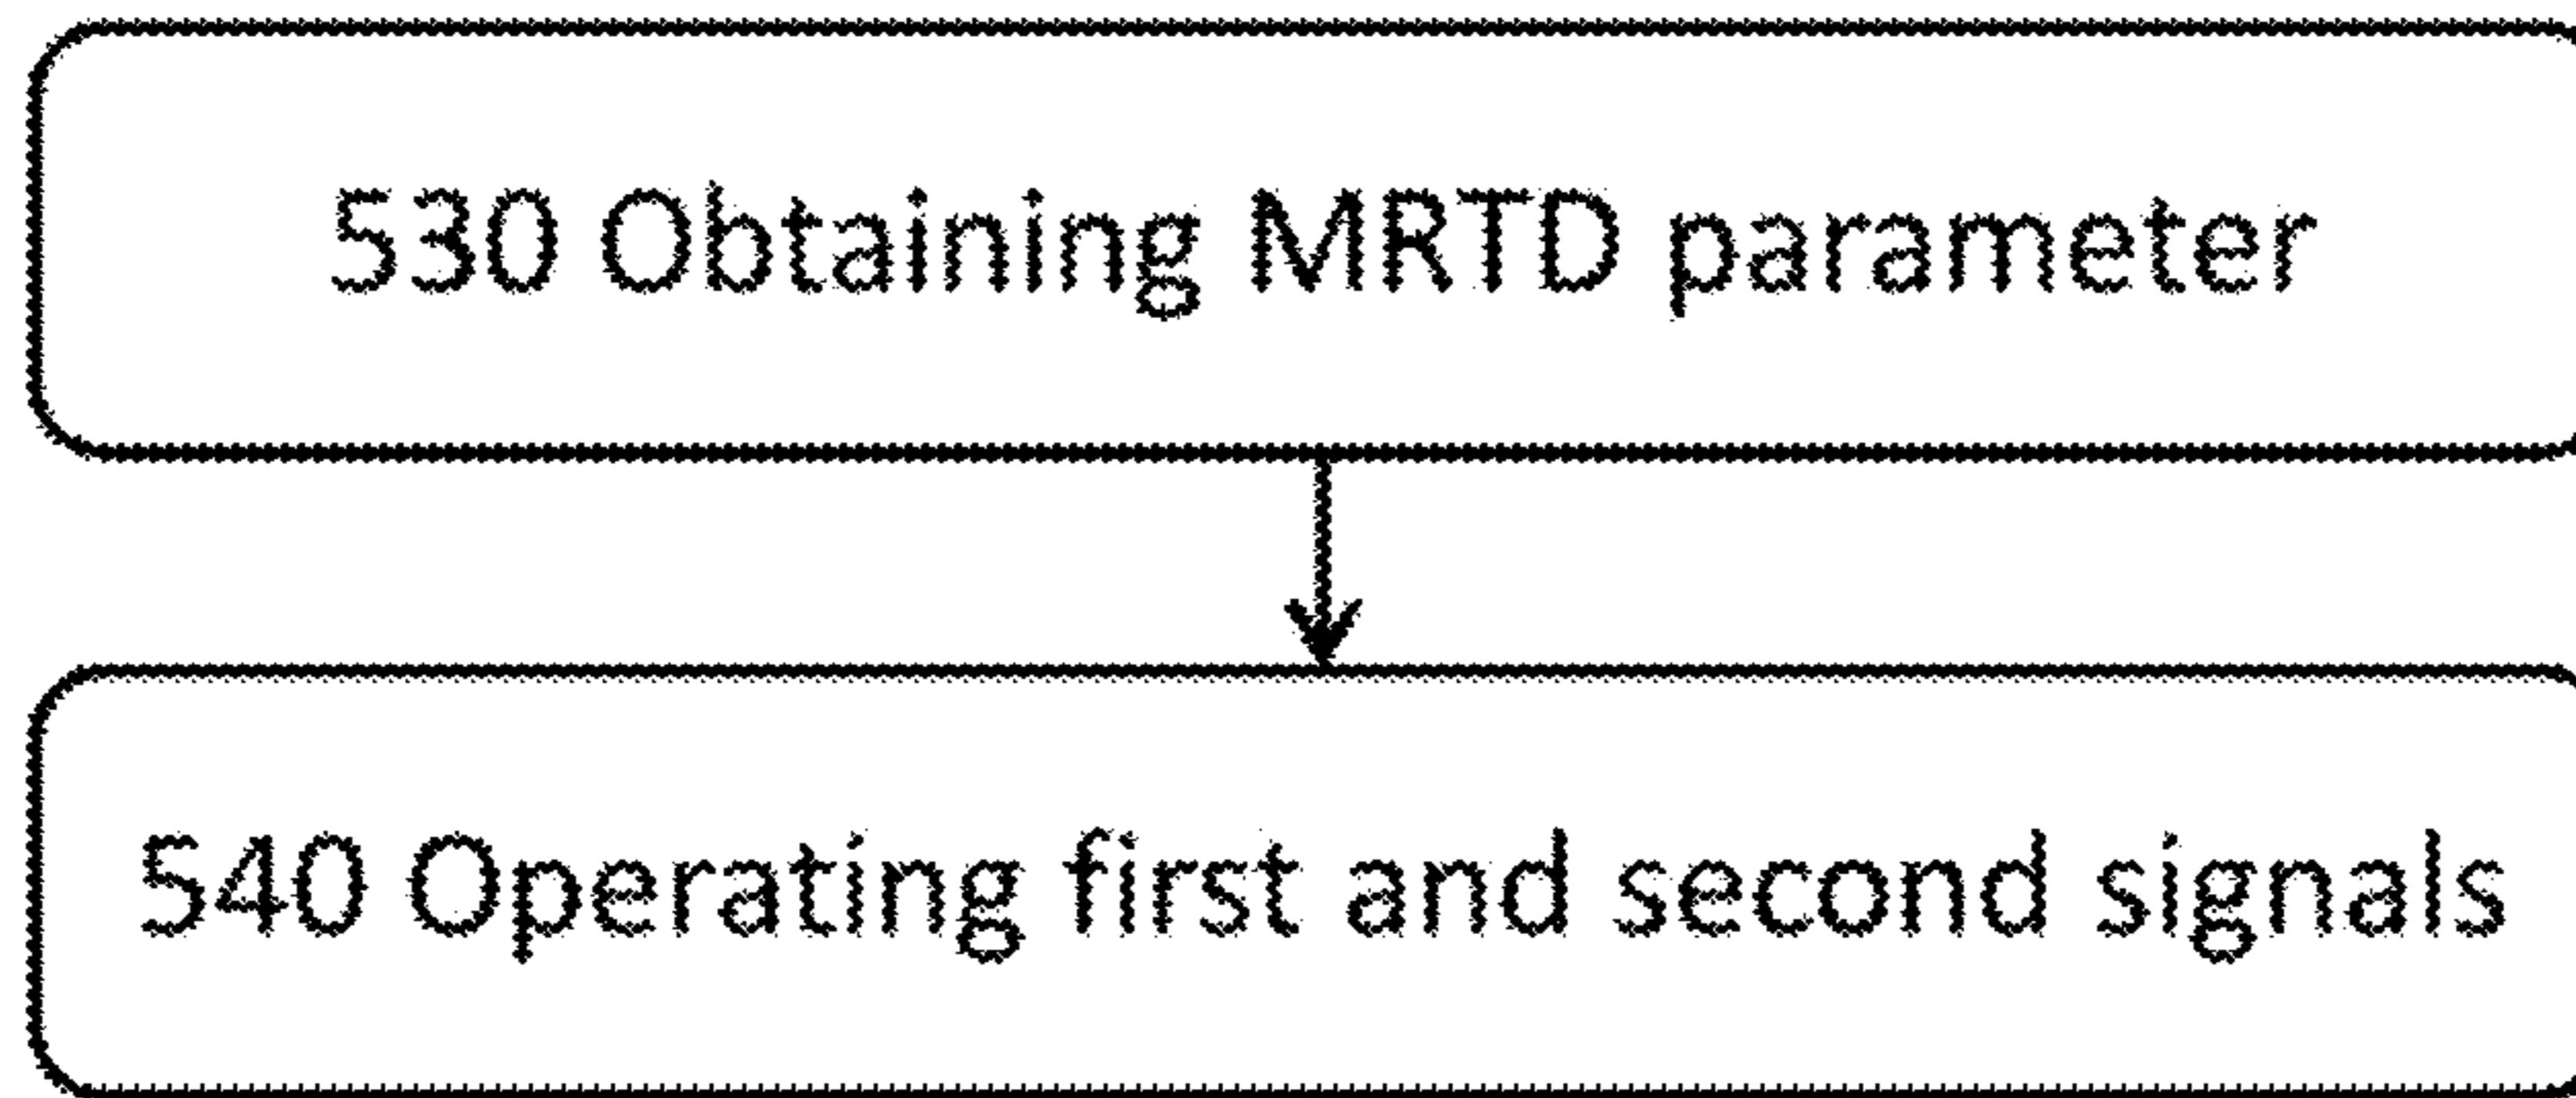 530 Obtaining MRTD parameter
540 Operating first and second signals